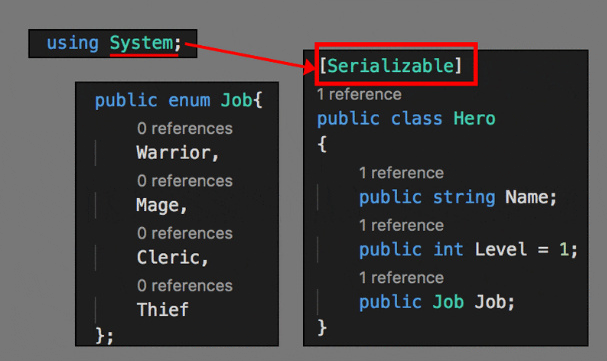 using System;
public enum Job{
0 references
Warrior,
0 references
Mage,
0 references
Cleric,
0 references
Thief
};
[Serializable]
1 reference
public class Hero
{
1 reference
public string Name;
1 reference
public int Level = 1;
1 reference
public Job Job;
}